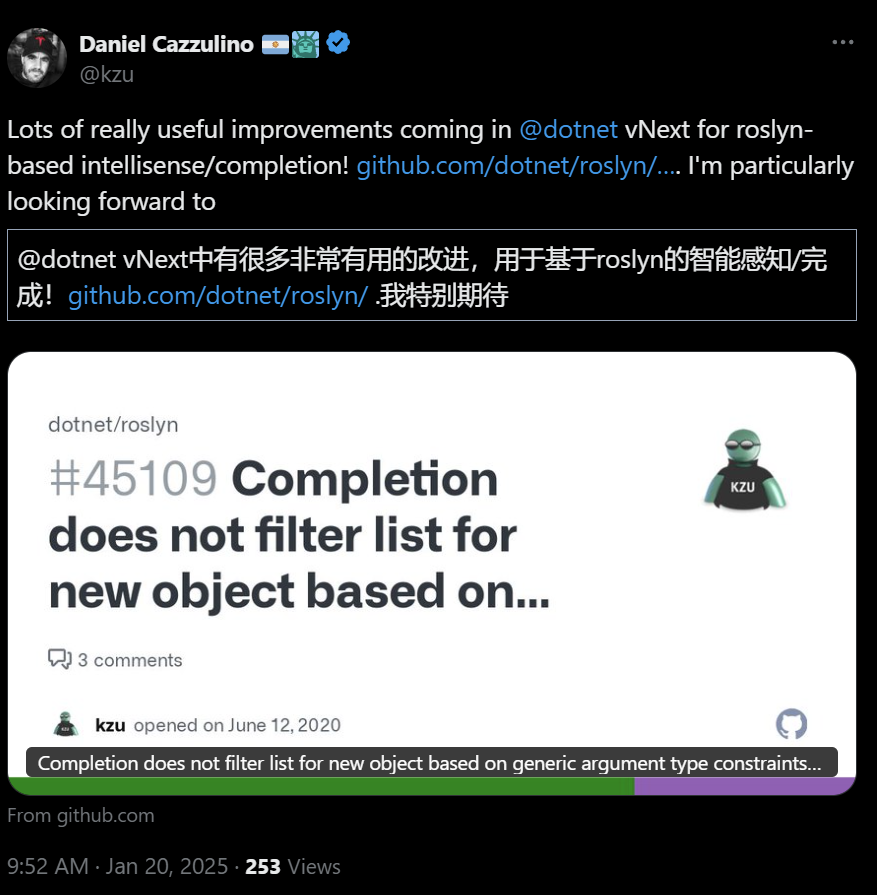 Daniel Cazzulino
@kzu
Lots of really useful improvements coming in @dotnet vNext for roslyn-
based intellisense/completion! github.com/dotnet/roslyn/…. I'm particularly
looking forward to
@dotnet vNext中有很多非常有用的改进，用于基于roslyn的智能感知/完
成！github.com/dotnet/roslyn/ .我特别期待
dotnet/roslyn
#45109 Completion
does not filter list for
new object based on...
KZU
3 comments
kzu opened on June 12, 2020
Completion does not filter list for new object based on generic argument type constraints...
From github.com
9:52 AM · Jan 20, 2025 · 253 Views